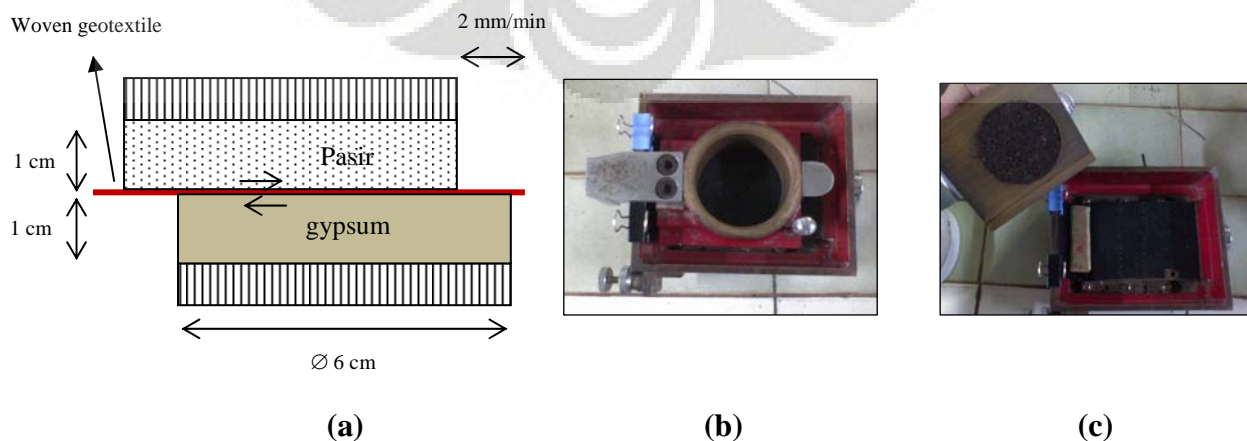 Woven geotextile
2 mm/min
1 cm
Pasir
1 cm
gypsum
∅ 6 cm
(a)
(b)
(c)